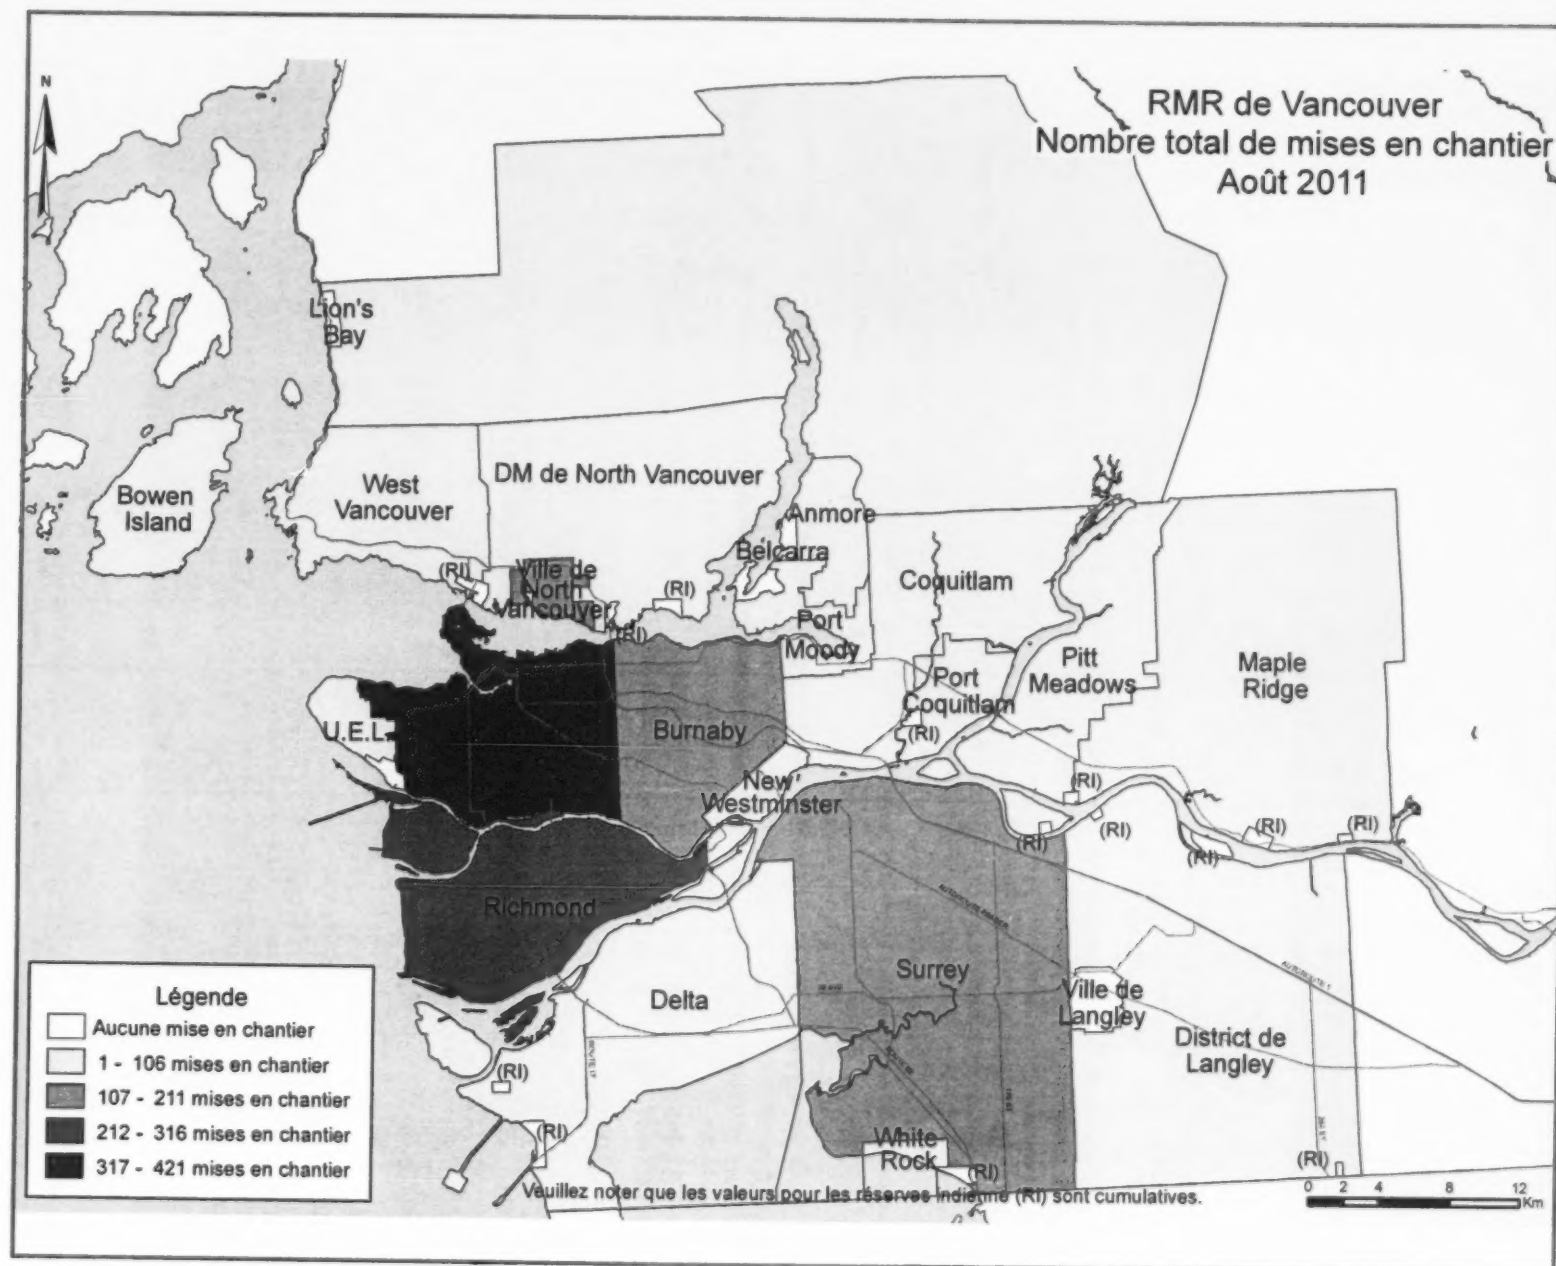 N
RMR de Vancouver
Nombre total de mises en chantier
Août 2011
Lion's
Bay
Bowen
Island
West
Vancouver
DM de North Vancouver
Anmore
Belcarra
(RI)
Ville de
North
Vancouver
(RI)
(RI)
Port
Moody
Coquitlam
Port
Coquitlam
(RI)
Pitt
Meadows
Maple
Ridge
U.E.L.
Burnaby
New
Westminster
(RI)
(RI)
(RI)
(RI)
(RI)
(RI)
Richmond
Delta
Surrey
Ville de
Langley
District de
Langley
AUTOROUTE 1
ROUTE 17
(RI)
(RI)
White
Rock
(RI)
(RI)
Légende
Aucune mise en chantier
1 - 106 mises en chantier
107 - 211 mises en chantier
212 - 316 mises en chantier
317 - 421 mises en chantier
Veuillez noter que les valeurs pour les réserves indienne (RI) sont cumulatives.
0 2 4 8 12
Km